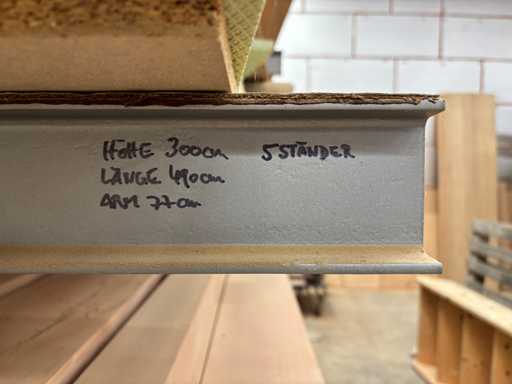 HÖHE 300cm 5 STÄNDER
LÄNGE 490cm
ARM 77cm